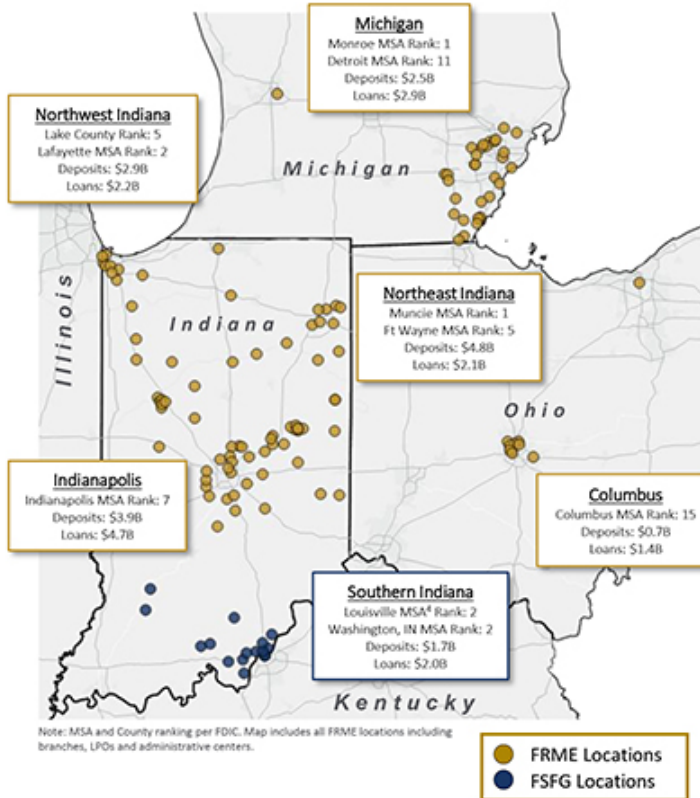 Michigan
Monroe MSA Rank: 1
Detroit MSA Rank: 11
Deposits: $2.5B
Loans: $2.9B
Northwest Indiana
Lake County Rank: 5
Lafayette MSA Rank: 2
Deposits: $2.9B
Loans: $2.2B
Michigan
Illinois
Indiana
Northeast Indiana
Muncie MSA Rank: 1
Ft Wayne MSA Rank: 5
Deposits: $4.8B
Loans: $2.1B
Ohio
Indianapolis
Indianapolis MSA Rank: 7
Deposits: $3.9B
Loans: $4.7B
Columbus
Columbus MSA Rank: 15
Deposits: $0.7B
Loans: $1.4B
Southern Indiana
Louisville MSA⁴ Rank: 2
Washington, IN MSA Rank: 2
Deposits: $1.7B
Loans: $2.0B
Kentucky
Note: MSA and County ranking per FDIC. Map includes all FRME locations including
branches, LPOs and administrative centers.
FRME Locations
FSFG Locations